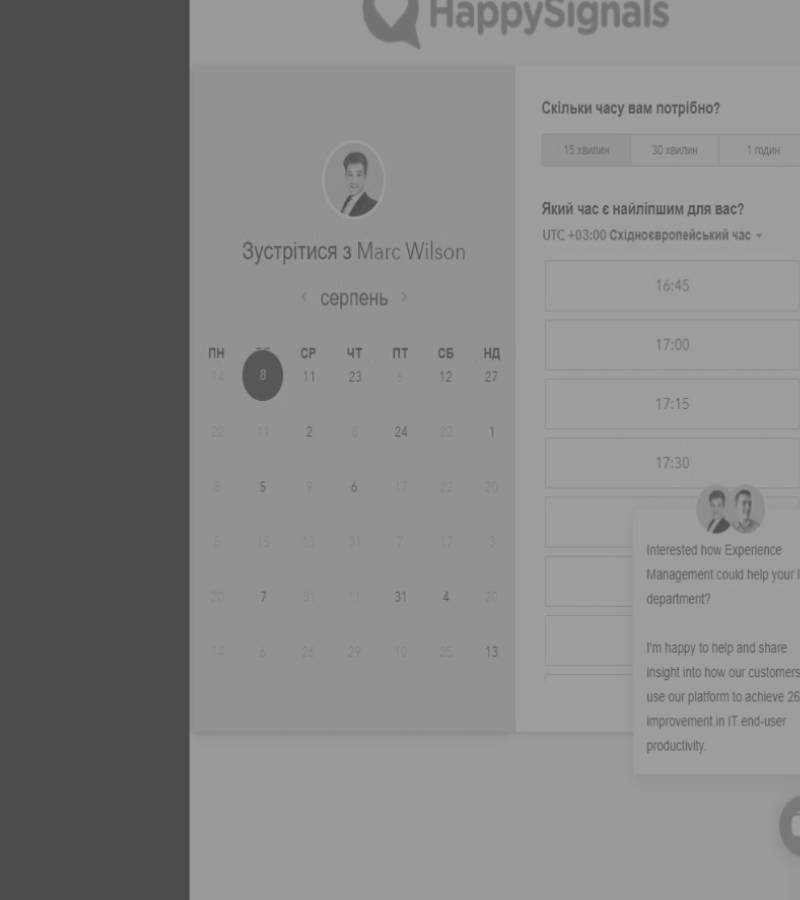 HappySignals
Зустрітися з Marc Wilson
серпень
ПН СР ЧТ ПТ СБ НД
14 8 11 23 6 12 27
22 11 2 8 24 22 1
8 5 9 6 17 22 20
8 15 13 31 7 17 3
20 7 31 11 31 4 20
14 6 26 29 10 25 13
Скільки часу вам потрібно?
15 хвилин 30 хвилин 1 годин
Який час є найліпшим для вас?
UTC +03:00 Східноєвропейський час
16:45
17:00
17:15
17:30
Interested how Experience
Management could help your
department?
I'm happy to help and share
insight into how our customers
use our platform to achieve 26
improvement in IT end-user
productivity.